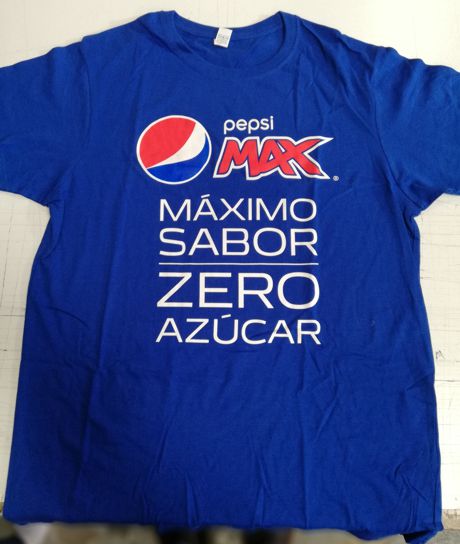 pepsi
MAX®
MÁXIMO
SABOR
ZERO
AZÚCAR